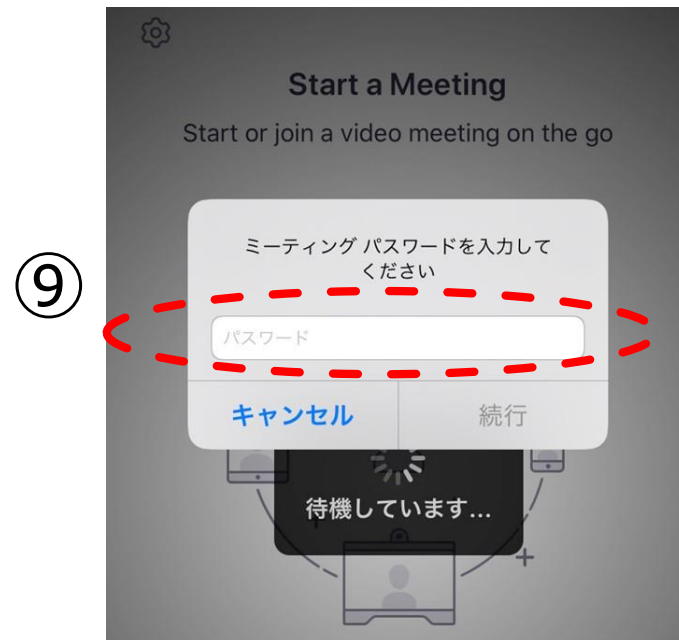 Start a Meeting
Start or join a video meeting on the go
⑨
ミーティング パスワードを入力して
ください
パスワード
キャンセル
続行
待機しています...